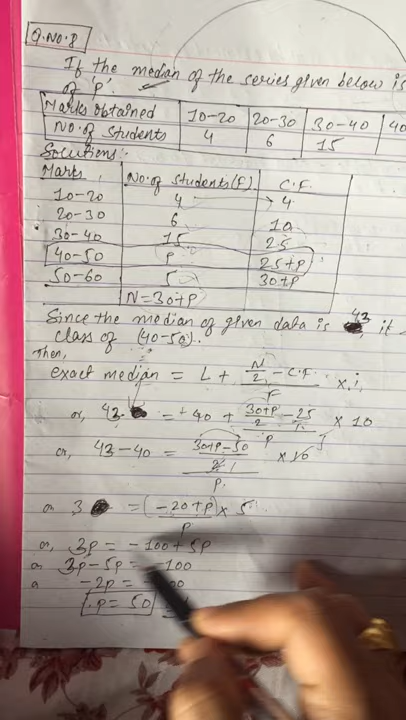 Q.No.8
If the median of the series given below is
of 'p'.
Marks obtained 10-20 20-30 30-40 40
No. of students 4 6 15
Solutions:-
Marks No. of students (F) C.F
10-20 4 → 4
20-30 6 10
30-40 15 25
40-50 P 25+P
50-60 5 30+P
N=30+P
Since the median of given data is 43, it
class of (40-50).
Then,
exact median = L + N/2 - C.F / F × i
or, 43 = 40 + 30+P/2 - 25/1 / P × 10
or, 43-40 = 30+P-50 / 2 / P × 10
or 3 = (-20+P) × 5 / P
or, 3P = -100+5P
or 3P-5P = -100
or -2P = 00
P = 50